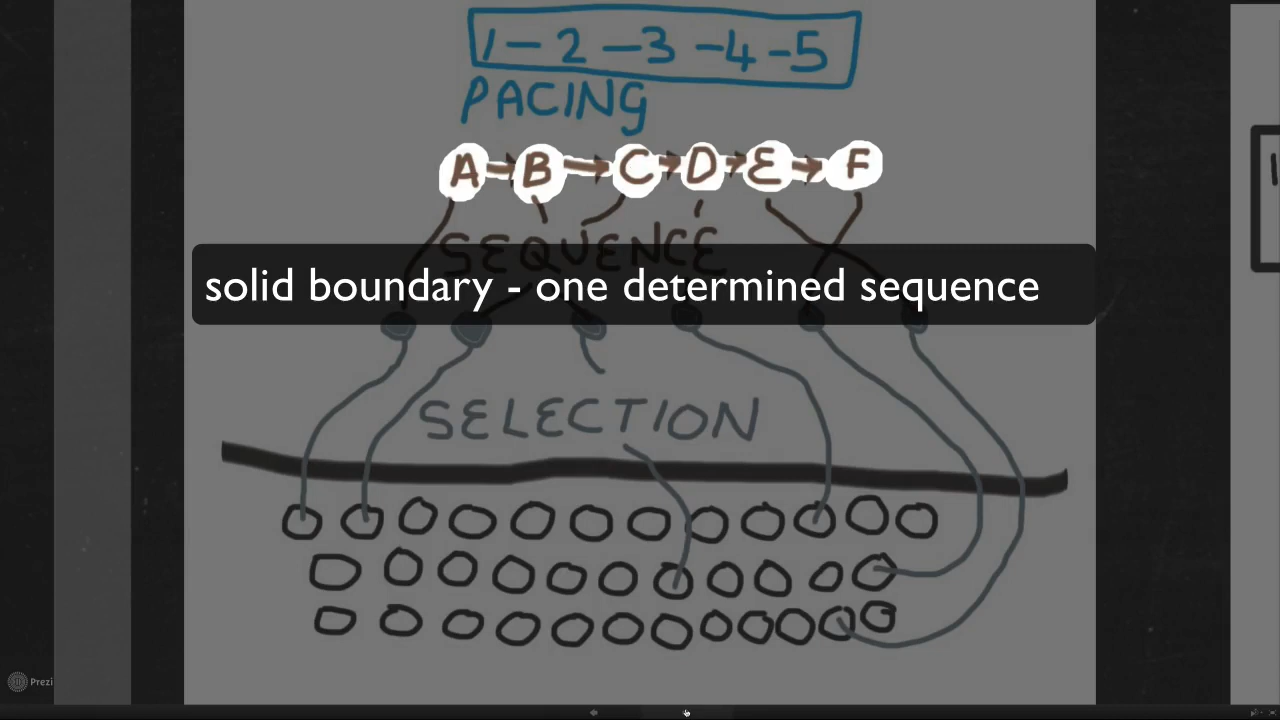 1 - 2 - 3 - 4 - 5
PACING
A → B → C → D → E → F
SEQUENCE
solid boundary - one determined sequence
SELECTION
Prezi